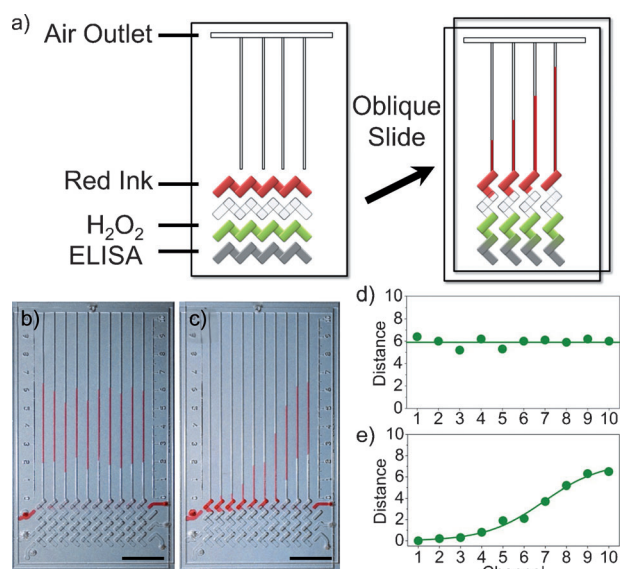 a)
Air Outlet
Red Ink
H₂O₂
ELISA
Oblique
Slide
b)
c)
d)
10
8
6
4
2
0
Distance
1 2 3 4 5 6 7 8 9 10
e)
10
8
6
4
2
0
Distance
1 2 3 4 5 6 7 8 9 10